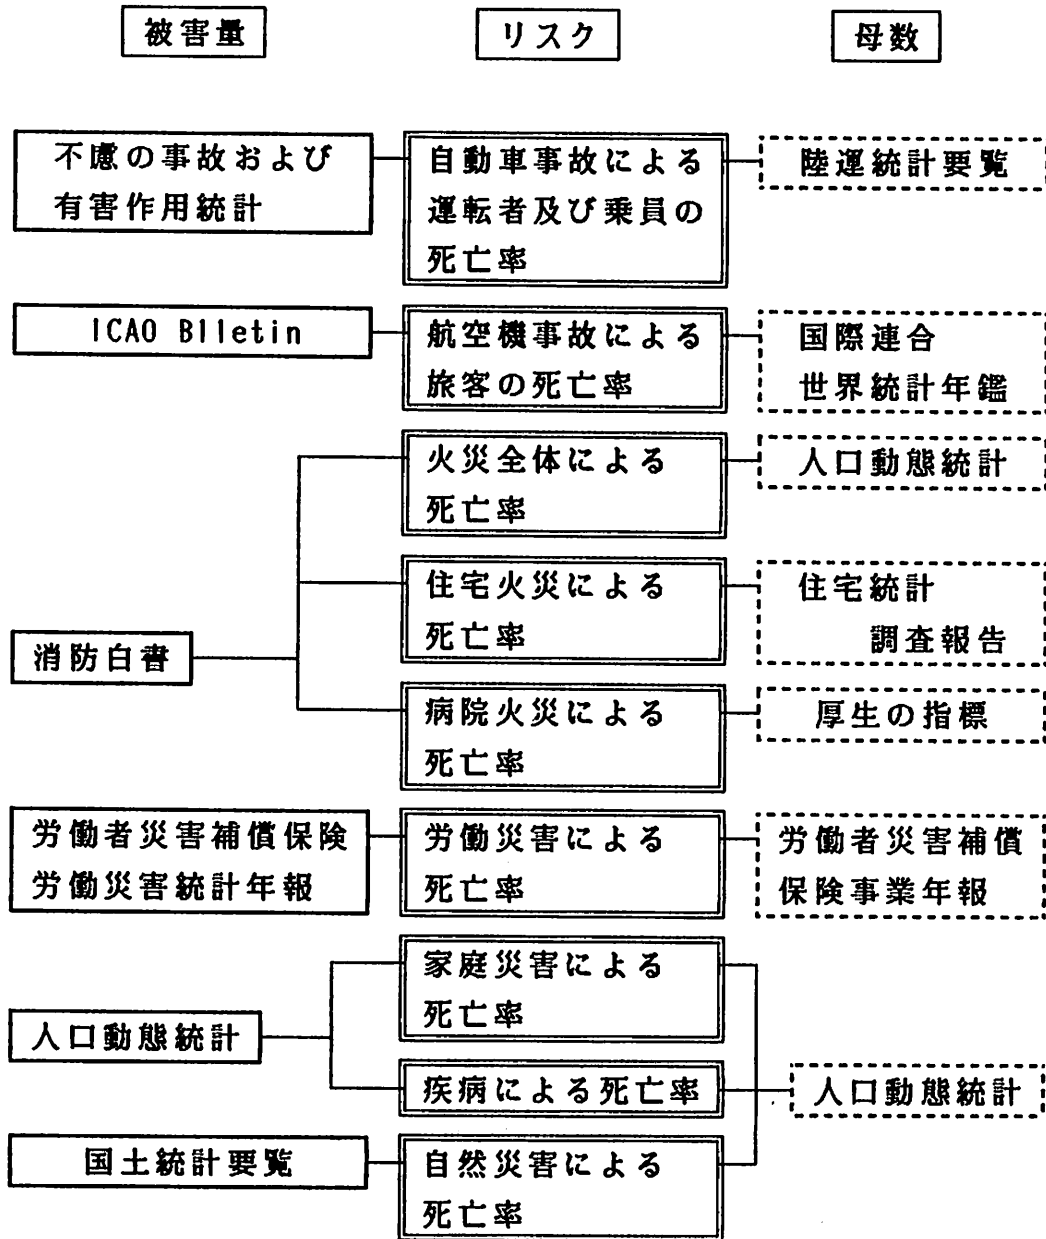 被害量
リスク
母数
不慮の事故および
有害作用統計
自動車事故による
運転者及び乗員の
死亡率
陸運統計要覧
ICAO Blletin
航空機事故による
旅客の死亡率
国際連合
世界統計年鑑
消防白書
火災全体による
死亡率
人口動態統計
住宅火災による
死亡率
住宅統計
調査報告
病院火災による
死亡率
厚生の指標
労働者災害補償保険
労働災害統計年報
労働災害による
死亡率
労働者災害補償
保険事業年報
人口動態統計
家庭災害による
死亡率
疾病による死亡率
人口動態統計
国土統計要覧
自然災害による
死亡率